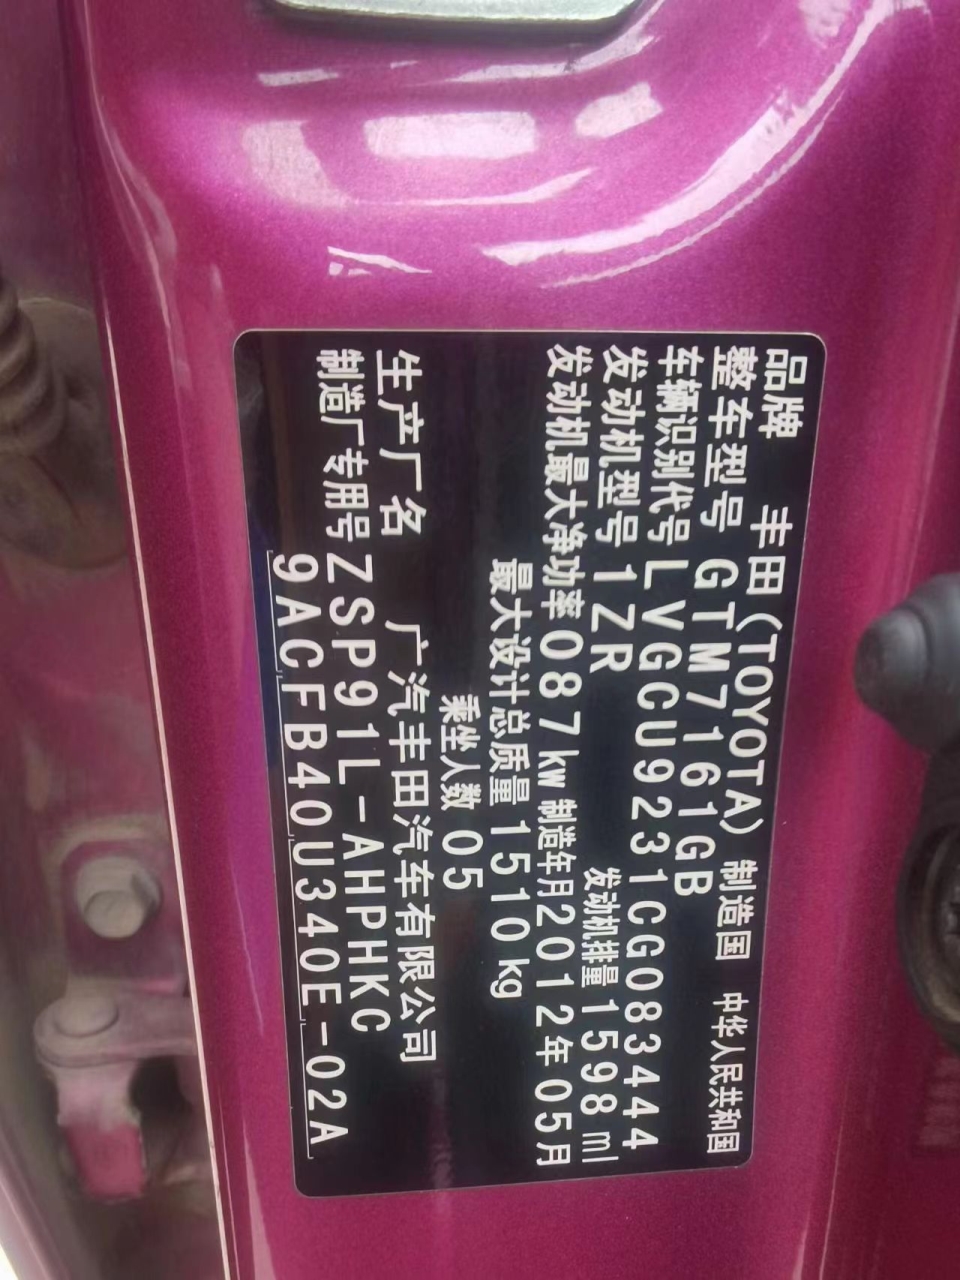 品牌 丰田(TOYOTA) 制造国 中华人民共和国
整车型号 GTM7161GB
车辆识别代号 LVGCU9231CG083444
发动机型号 1ZR 发动机排量 1598 ml
发动机最大净功率 087 kw 制造年月 2012年05月
最大设计总质量 1510 kg
乘坐人数 05
生产厂名 广汽丰田汽车有限公司
制造厂专用号 ZSP91L-AHPHKC
9ACFB40U340E-02A